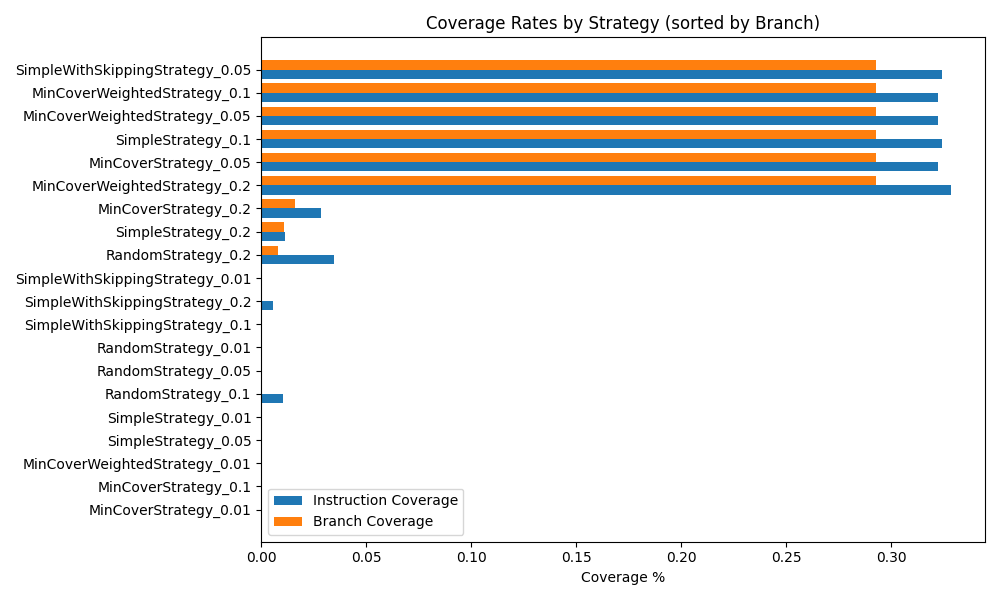 Coverage Rates by Strategy (sorted by Branch)
SimpleWithSkippingStrategy_0.05
MinCoverWeightedStrategy_0.1
MinCoverWeightedStrategy_0.05
SimpleStrategy_0.1
MinCoverStrategy_0.05
MinCoverWeightedStrategy_0.2
MinCoverStrategy_0.2
SimpleStrategy_0.2
RandomStrategy_0.2
SimpleWithSkippingStrategy_0.01
SimpleWithSkippingStrategy_0.2
SimpleWithSkippingStrategy_0.1
RandomStrategy_0.01
RandomStrategy_0.05
RandomStrategy_0.1
SimpleStrategy_0.01
SimpleStrategy_0.05
MinCoverWeightedStrategy_0.01
MinCoverStrategy_0.1
MinCoverStrategy_0.01
Instruction Coverage
Branch Coverage
0.00 0.05 0.10 0.15 0.20 0.25 0.30
Coverage %